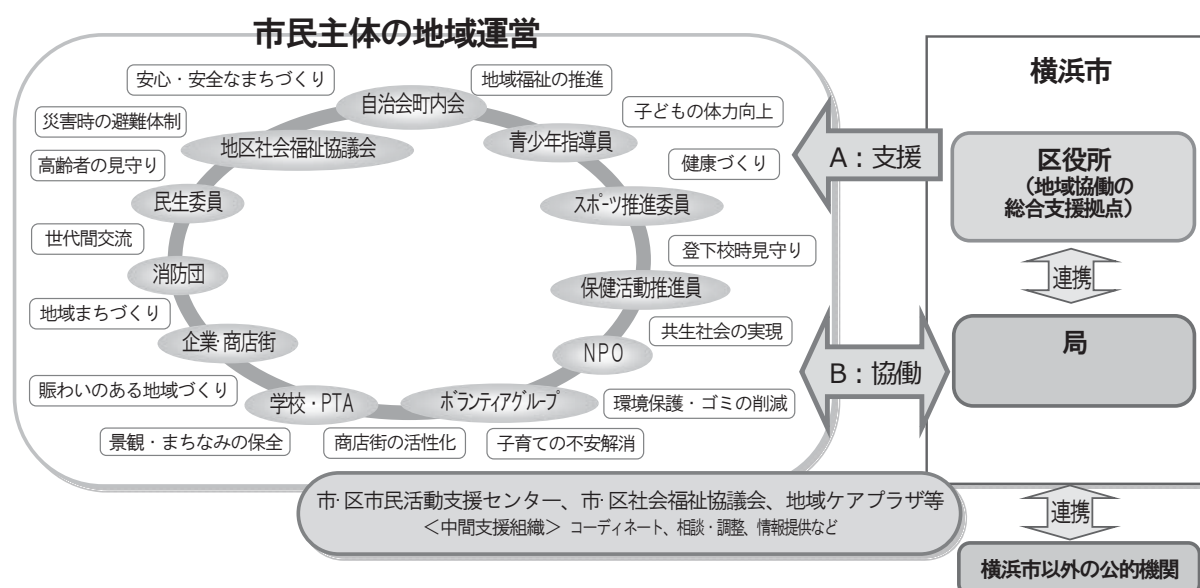 市民主体の地域運営
安心・安全なまちづくり
地域福祉の推進
自治会町内会
子どもの体力向上
災害時の避難体制
地区社会福祉協議会
青少年指導員
健康づくり
高齢者の見守り
民生委員
スポーツ推進委員
世代間交流
登下校時見守り
消防団
保健活動推進員
地域まちづくり
共生社会の実現
企業・商店街
NPO
賑わいのある地域づくり
学校・PTA
ボランティアグループ
環境保護・ゴミの削減
景観・まちなみの保全
商店街の活性化
子育ての不安解消
A:支援
B:協働
横浜市
区役所
(地域協働の
総合支援拠点)
連携
局
市・区市民活動支援センター、市・区社会福祉協議会、地域ケアプラザ等
<中間支援組織> コーディネート、相談・調整、情報提供など
連携
横浜市以外の公的機関